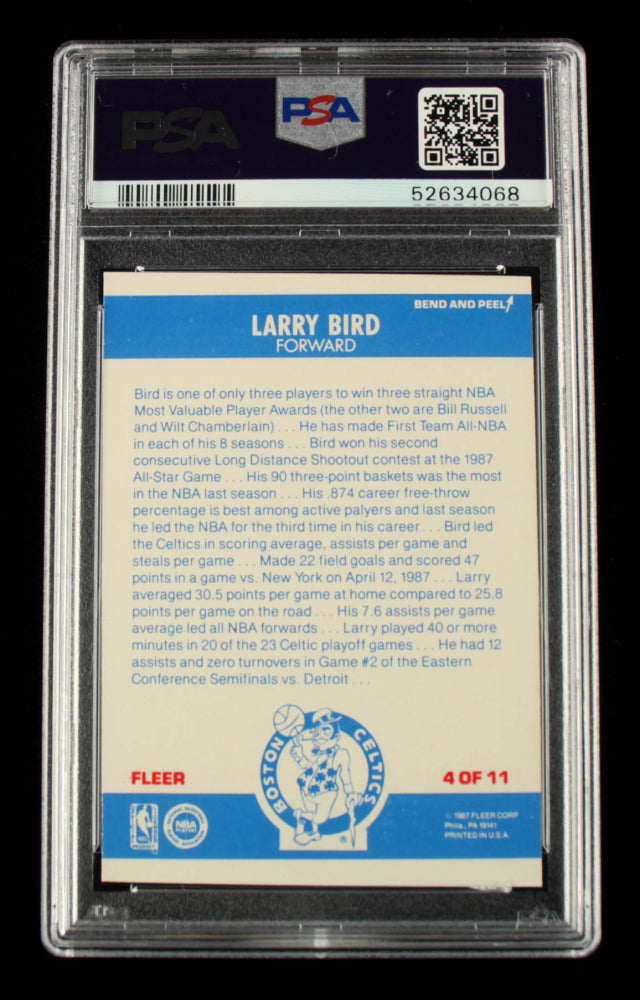 PSA
PSA
52634068
BEND AND PEEL
LARRY BIRD
FORWARD
Bird is one of only three players to win three straight NBA
Most Valuable Player Awards (the other two are Bill Russell
and Wilt Chamberlain) . . . He has made First Team All-NBA
in each of his 8 seasons . . . Bird won his second
consecutive Long Distance Shootout contest at the 1987
All-Star Game . . . His 90 three-point baskets was the most
in the NBA last season . . . His .874 career free-throw
percentage is best among active palyers and last season
he led the NBA for the third time in his career . . . Bird led
the Celtics in scoring average, assists per game and
steals per game . . . Made 22 field goals and scored 47
points in a game vs. New York on April 12, 1987 . . . Larry
averaged 30.5 points per game at home compared to 25.8
points per game on the road . . . His 7.6 assists per game
average led all NBA forwards . . . Larry played 40 or more
minutes in 20 of the 23 Celtic playoff games . . . He had 12
assists and zero turnovers in Game #2 of the Eastern
Conference Semifinals vs. Detroit . . .
BOSTON CELTICS
®
FLEER
4 OF 11
NBA
PLAYERS
© 1987 FLEER CORP.
Phila., PA 19141
PRINTED IN U.S.A.